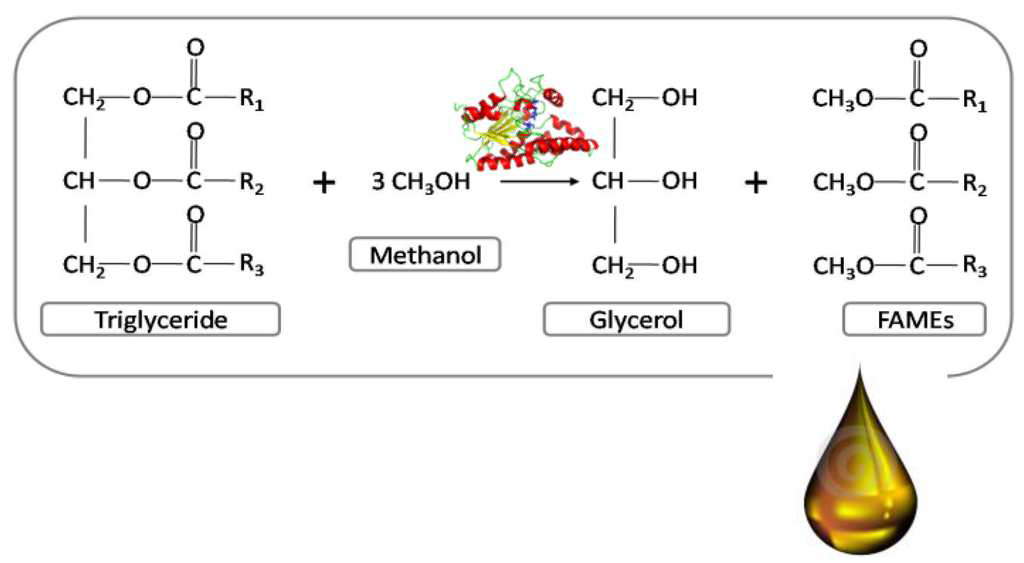 O O
CH₂—O—C—R₁ CH₂—OH CH₃O—C—R₁
O O
CH—O—C—R₂ + 3 CH₃OH CH—OH + CH₃O—C—R₂
O O
CH₂—O—C—R₃ Methanol CH₂—OH CH₃O—C—R₃
Triglyceride Glycerol FAMEs